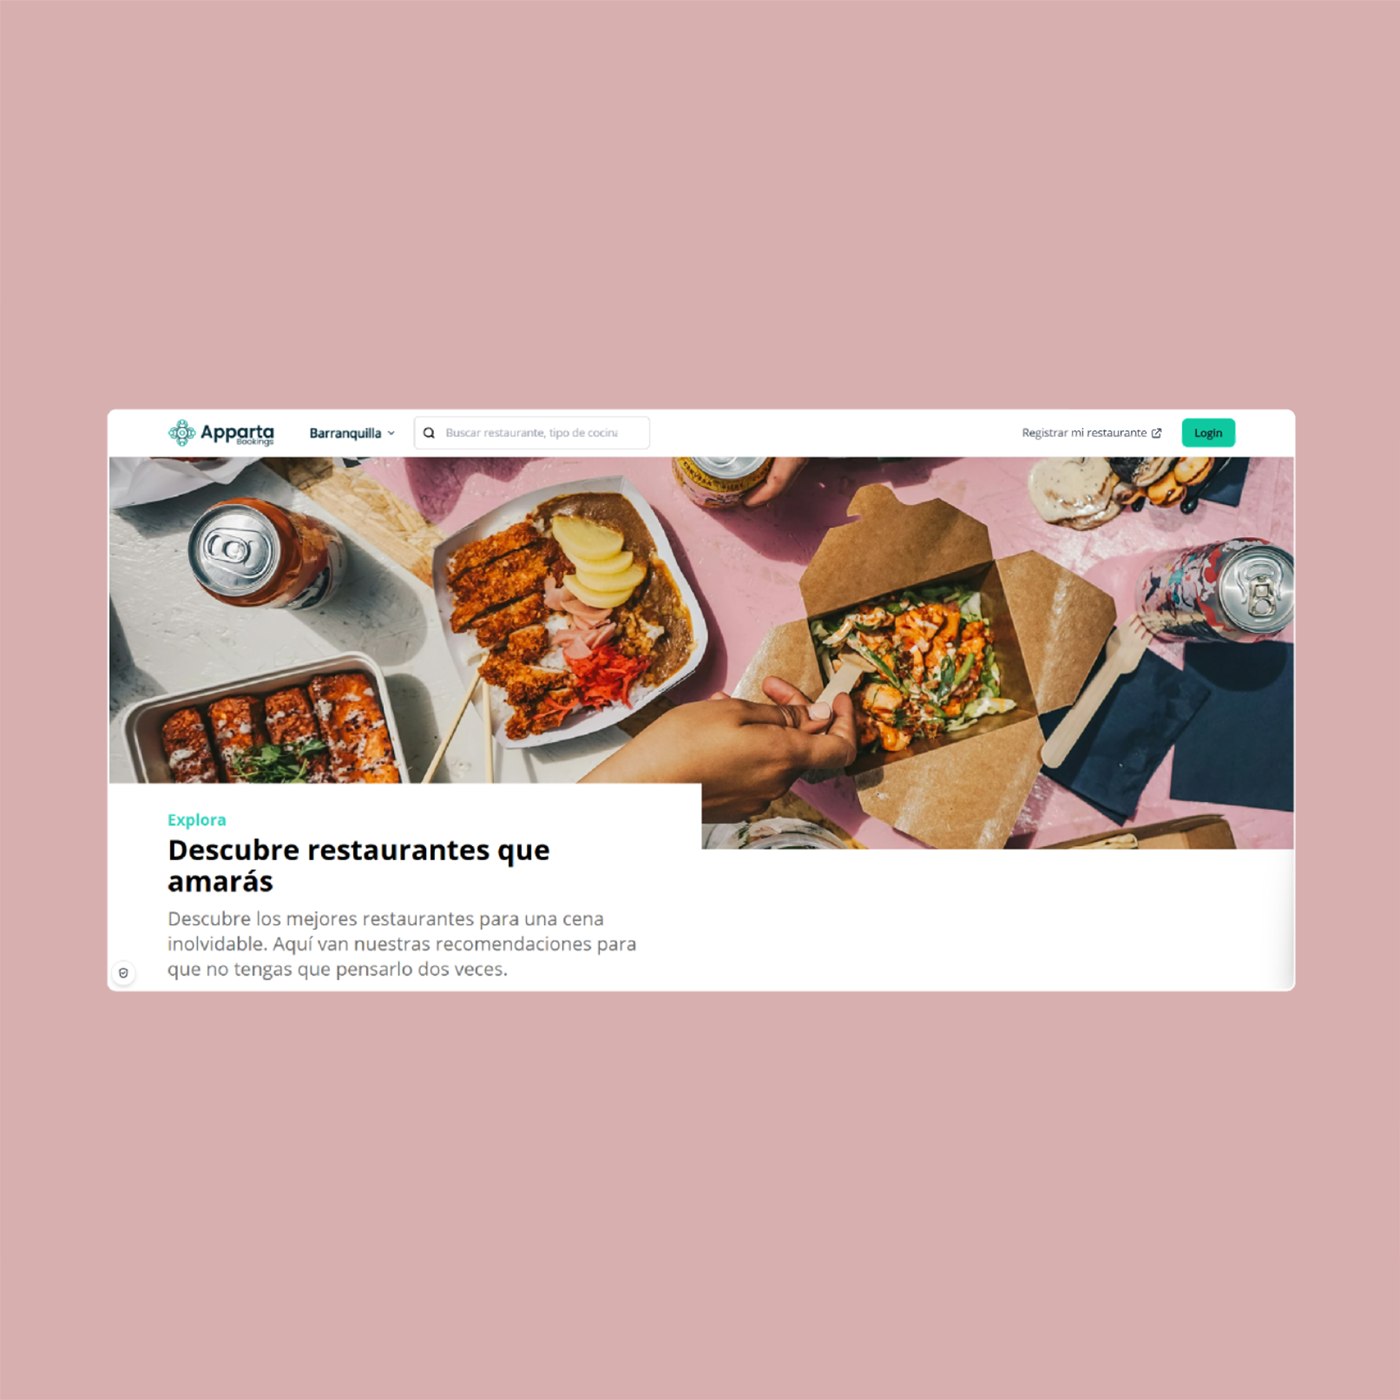 Apparta
Bookings
Barranquilla
Buscar restaurante, tipo de cocina
Registrar mi restaurante
Login
Explora
Descubre restaurantes que
amarás
Descubre los mejores restaurantes para una cena
inolvidable. Aquí van nuestras recomendaciones para
que no tengas que pensarlo dos veces.